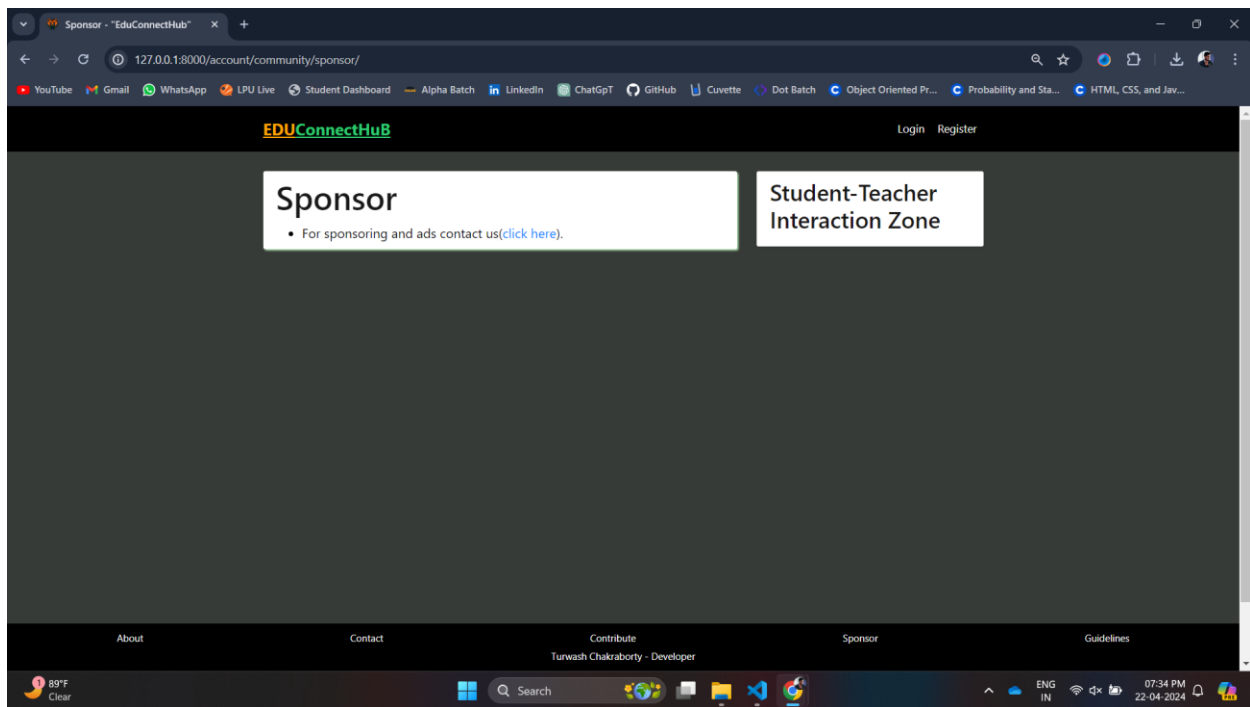 Sponsor - "EduConnectHub"
127.0.0.1:8000/account/community/sponsor/
YouTube Gmail WhatsApp LPU Live Student Dashboard Alpha Batch LinkedIn ChatGpT GitHub Cuvette Dot Batch Object Oriented Pr... Probability and Sta... HTML, CSS, and Jav...
EDUConnectHuB Login Register
Sponsor
• For sponsoring and ads contact us(click here).
Student-Teacher
Interaction Zone
About Contact Contribute Sponsor Guidelines
Turwash Chakraborty - Developer
1 89°F
Clear
Search
ENG
IN
07:34 PM
22-04-2024